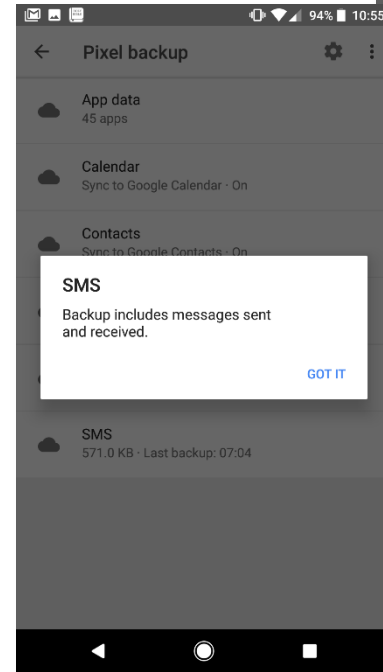 94% 10:55
Pixel backup
App data
45 apps
Calendar
Sync to Google Calendar · On
Contacts
Sync to Google Contacts · On
SMS
Backup includes messages sent
and received.
GOT IT
SMS
571.0 KB · Last backup: 07:04